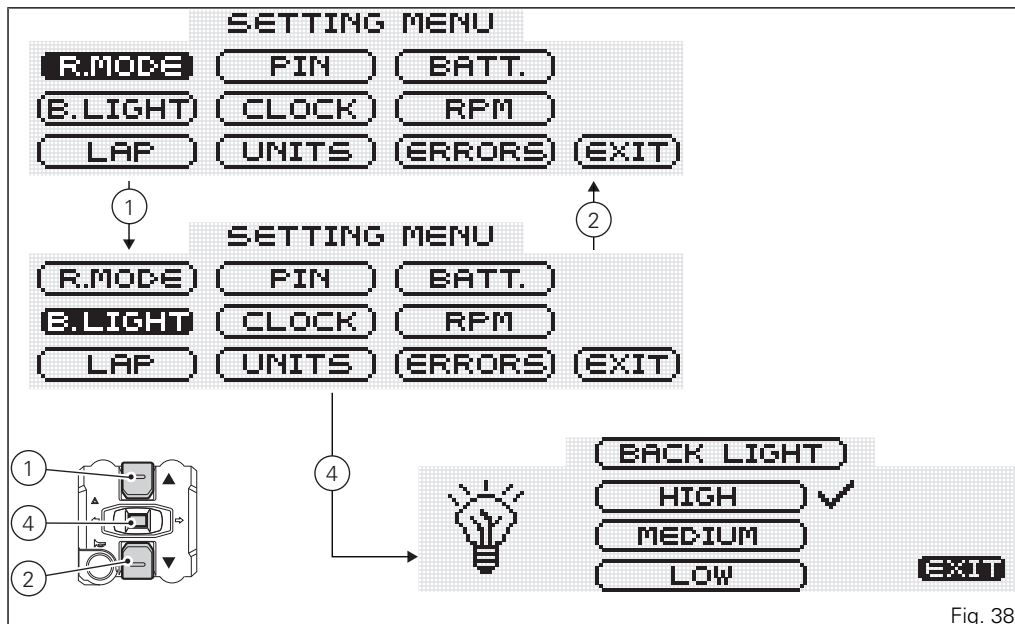 SETTING MENU
R.MODE PIN BATT.
B.LIGHT CLOCK RPM
LAP UNITS ERRORS EXIT
1 2
SETTING MENU
R.MODE PIN BATT.
B.LIGHT CLOCK RPM
LAP UNITS ERRORS EXIT
1
4
2
4
BACK LIGHT
HIGH
MEDIUM
LOW EXIT
Fig. 38